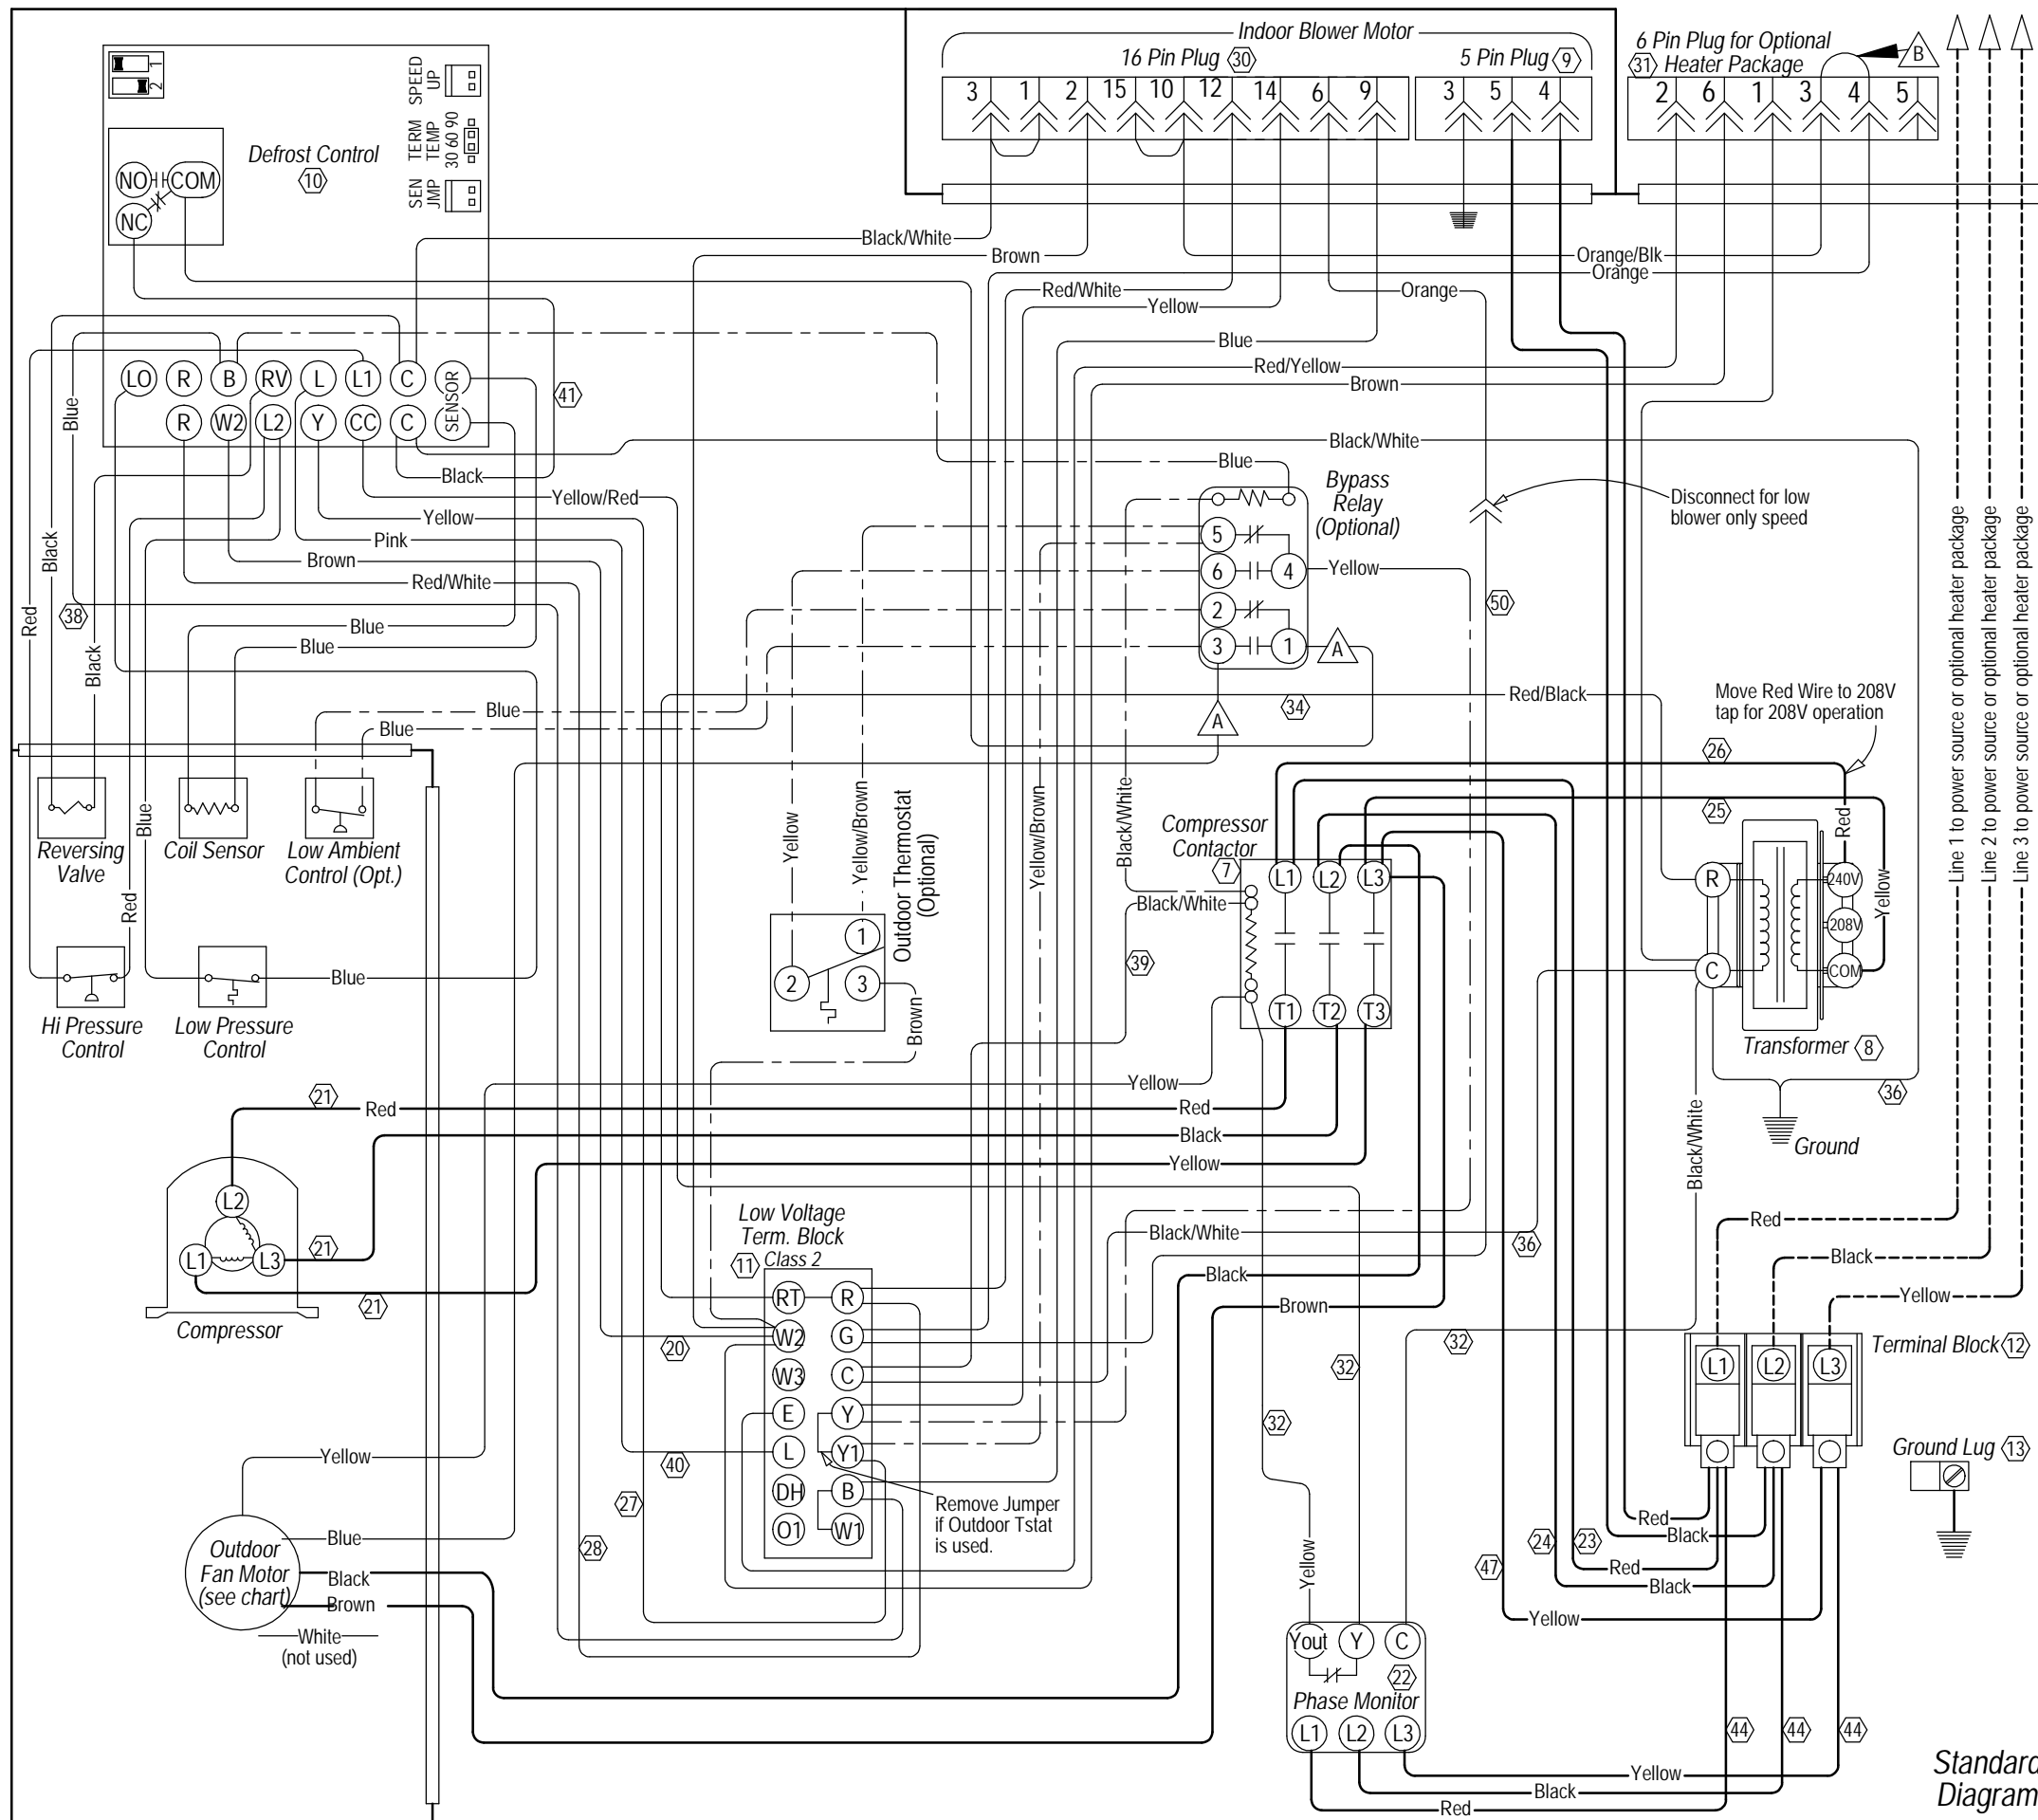 Indoor Blower Motor
16 Pin Plug 30
5 Pin Plug 9
6 Pin Plug for Optional
31 Heater Package
B
3 1 2 15 10 12 14 6 9
3 5 4
2 6 1 3 4 5
1
2
SPEED UP
TERM TEMP
30 60 90
SEN JMP
Defrost Control
10
NO COM
NC
Black/White
Brown
Orange/Blk
Orange
Red/White
Orange
Yellow
Blue
Red/Yellow
Brown
LO R B RV L L1 C SENSOR
R W2 L2 Y CC C
41
Blue
Black/White
Black
Blue
Yellow/Red
Yellow
Pink
Brown
Red/White
Bypass
Relay
(Optional)
5
6 4
2
3 1
A
A
Yellow
Disconnect for low
blower only speed
50
Black
Red
38
Black
Blue
Blue
Blue
Blue
Red/Black
34
Move Red Wire to 208V
tap for 208V operation
Line 1 to power source or optional heater package
Line 2 to power source or optional heater package
Line 3 to power source or optional heater package
26
25
Red
Yellow
Reversing
Valve
Coil Sensor
Low Ambient
Control (Opt.)
Blue
Red
Blue
Hi Pressure
Control
Low Pressure
Control
Yellow
Yellow/Brown
Outdoor Thermostat
(Optional)
1
2 3
Brown
Yellow/Brown
Black/White
Compressor
Contactor
7
L1 L2 L3
Black/White
39
T1 T2 T3
R
C
240V
208V
COM
Transformer 8
36
Ground
Black/White
Yellow
21
Red
Red
Black
Yellow
L2
L1 L3
21
21
Compressor
Low Voltage
Term. Block
11 Class 2
RT R
W2 G
W3 C
E Y
L Y1
DH B
O1 W1
20
40
27
28
Remove Jumper
if Outdoor Tstat
is used.
Black/White
36
Black
Brown
32
32
32
Red
Black
Yellow
Terminal Block 12
L1 L2 L3
Ground Lug 13
Yellow
Outdoor
Fan Motor
(see chart)
Blue
Black
Brown
White
(not used)
Yellow
Red
Black
24
23
47
Red
Black
Yellow
Yout Y C
22
Phase Monitor
L1 L2 L3
44
44
44
Yellow
Black
Red
Standard
Diagram